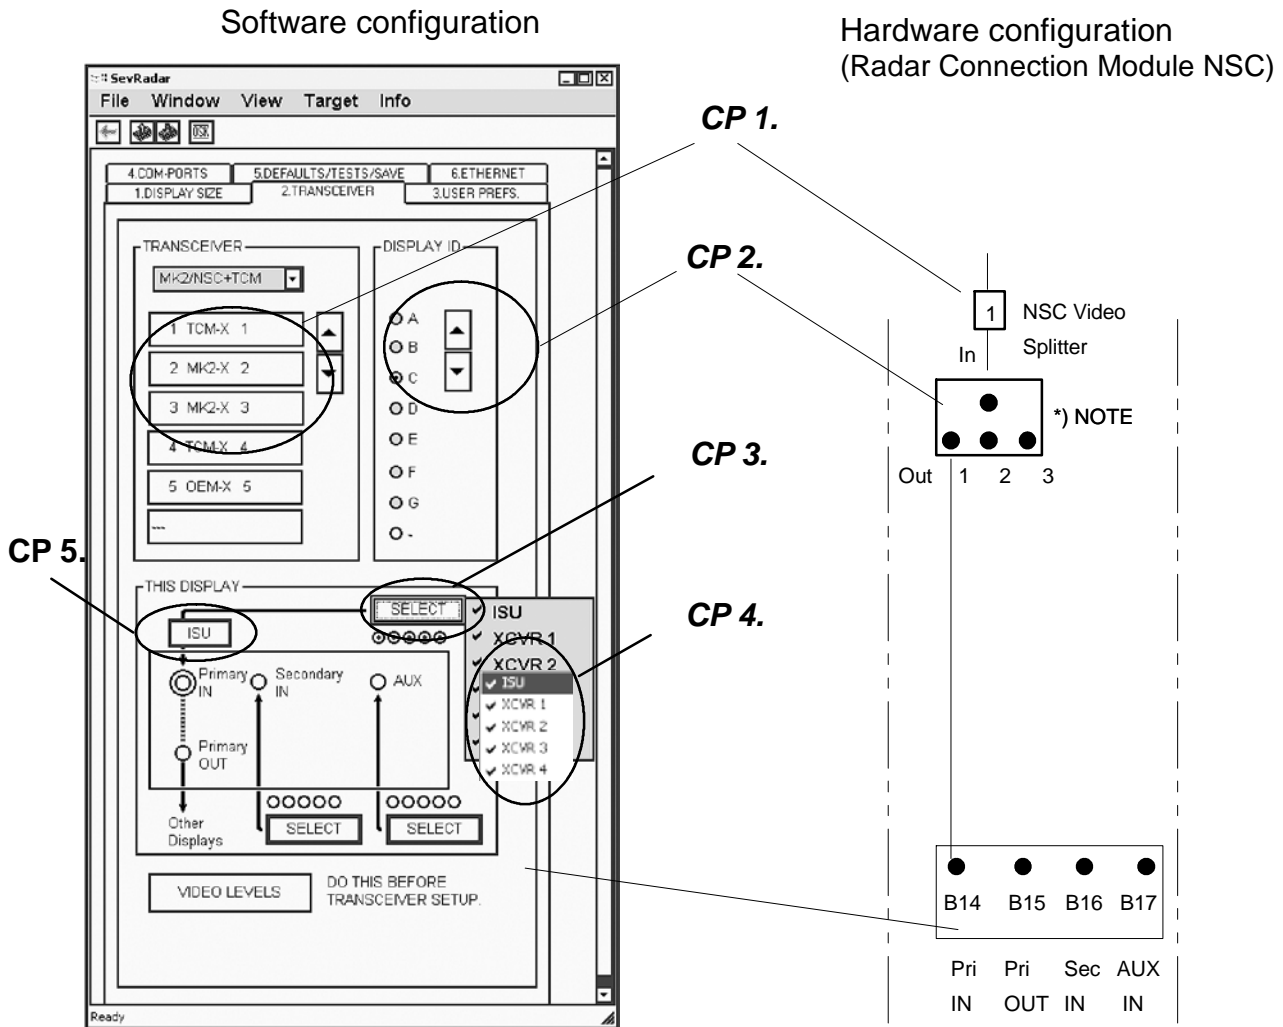 Software configuration
Hardware configuration
(Radar Connection Module NSC)
SevRadar
File Window View Target Info
OSK
4.COM-PORTS 5.DEFAULTS/TESTS/SAVE 6.ETHERNET
1.DISPLAY SIZE 2.TRANSCEIVER 3.USER PREFS.
TRANSCEIVER
MK2/NSC+TCM
1 TCM-X 1
2 MK2-X 2
3 MK2-X 3
4 TCM-X 4
5 OEM-X 5
---
DISPLAY ID
A
B
C
D
E
F
G
-
THIS DISPLAY
SELECT
ISU
Primary
IN
Secondary
IN
AUX
Primary
OUT
Other
Displays
SELECT
SELECT
ISU
XCVR 1
XCVR 2
ISU
XCVR 1
XCVR 2
XCVR 3
XCVR 4
VIDEO LEVELS
DO THIS BEFORE
TRANSCEIVER SETUP.
Ready
CP 1.
CP 2.
CP 3.
CP 4.
CP 5.
1
NSC Video
Splitter
In
*) NOTE
Out 1 2 3
B14 B15 B16 B17
Pri Pri Sec AUX
IN OUT IN IN